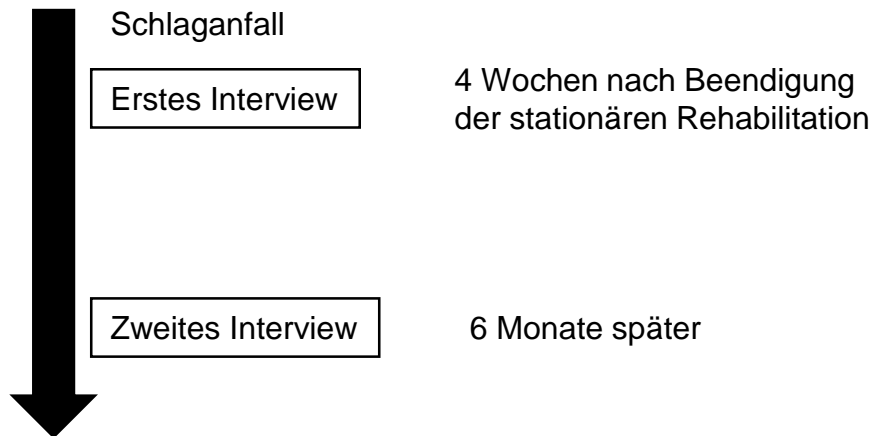 Schlaganfall
Erstes Interview
4 Wochen nach Beendigung
der stationären Rehabilitation
Zweites Interview
6 Monate später